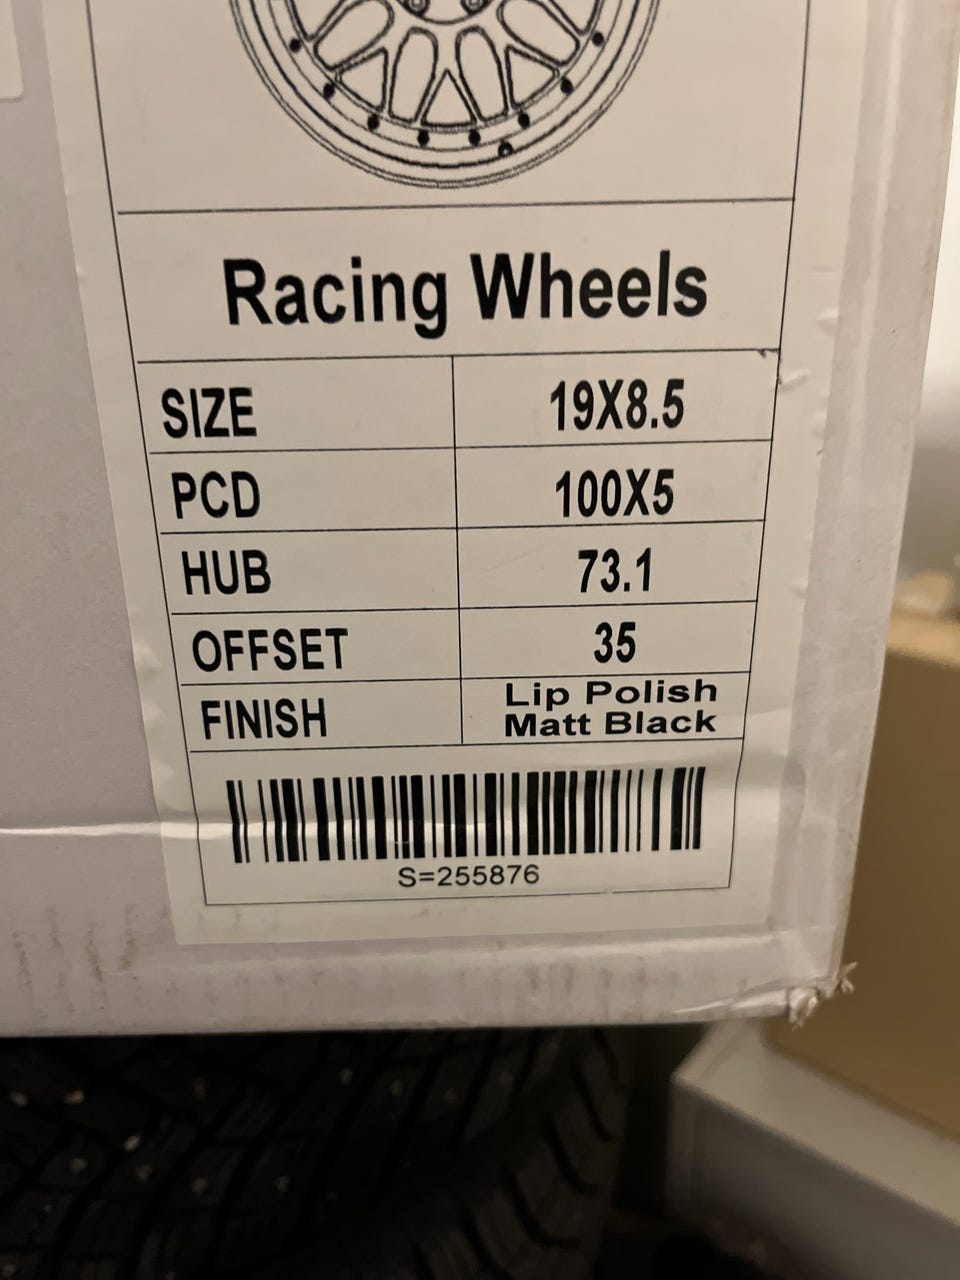 Racing Wheels
SIZE 19X8.5
PCD 100X5
HUB 73.1
OFFSET 35
FINISH Lip Polish
Matt Black
S=255876